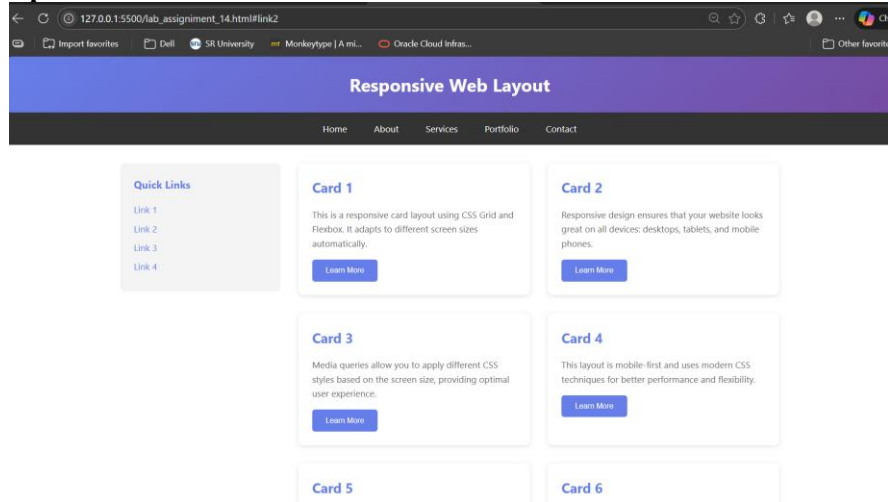 127.0.0.1:5500/lab_assigniment_14.html#link2
Import favorites Dell SR University Monkeytype | A mi... Oracle Cloud Infras...
Responsive Web Layout
Home About Services Portfolio Contact
Quick Links
Link 1
Link 2
Link 3
Link 4
Card 1
This is a responsive card layout using CSS Grid and
Flexbox. It adapts to different screen sizes
automatically.
Learn More
Card 2
Responsive design ensures that your website looks
great on all devices: desktops, tablets, and mobile
phones.
Learn More
Card 3
Media queries allow you to apply different CSS
styles based on the screen size, providing optimal
user experience.
Learn More
Card 4
This layout is mobile-first and uses modern CSS
techniques for better performance and flexibility.
Learn More
Card 5
Card 6